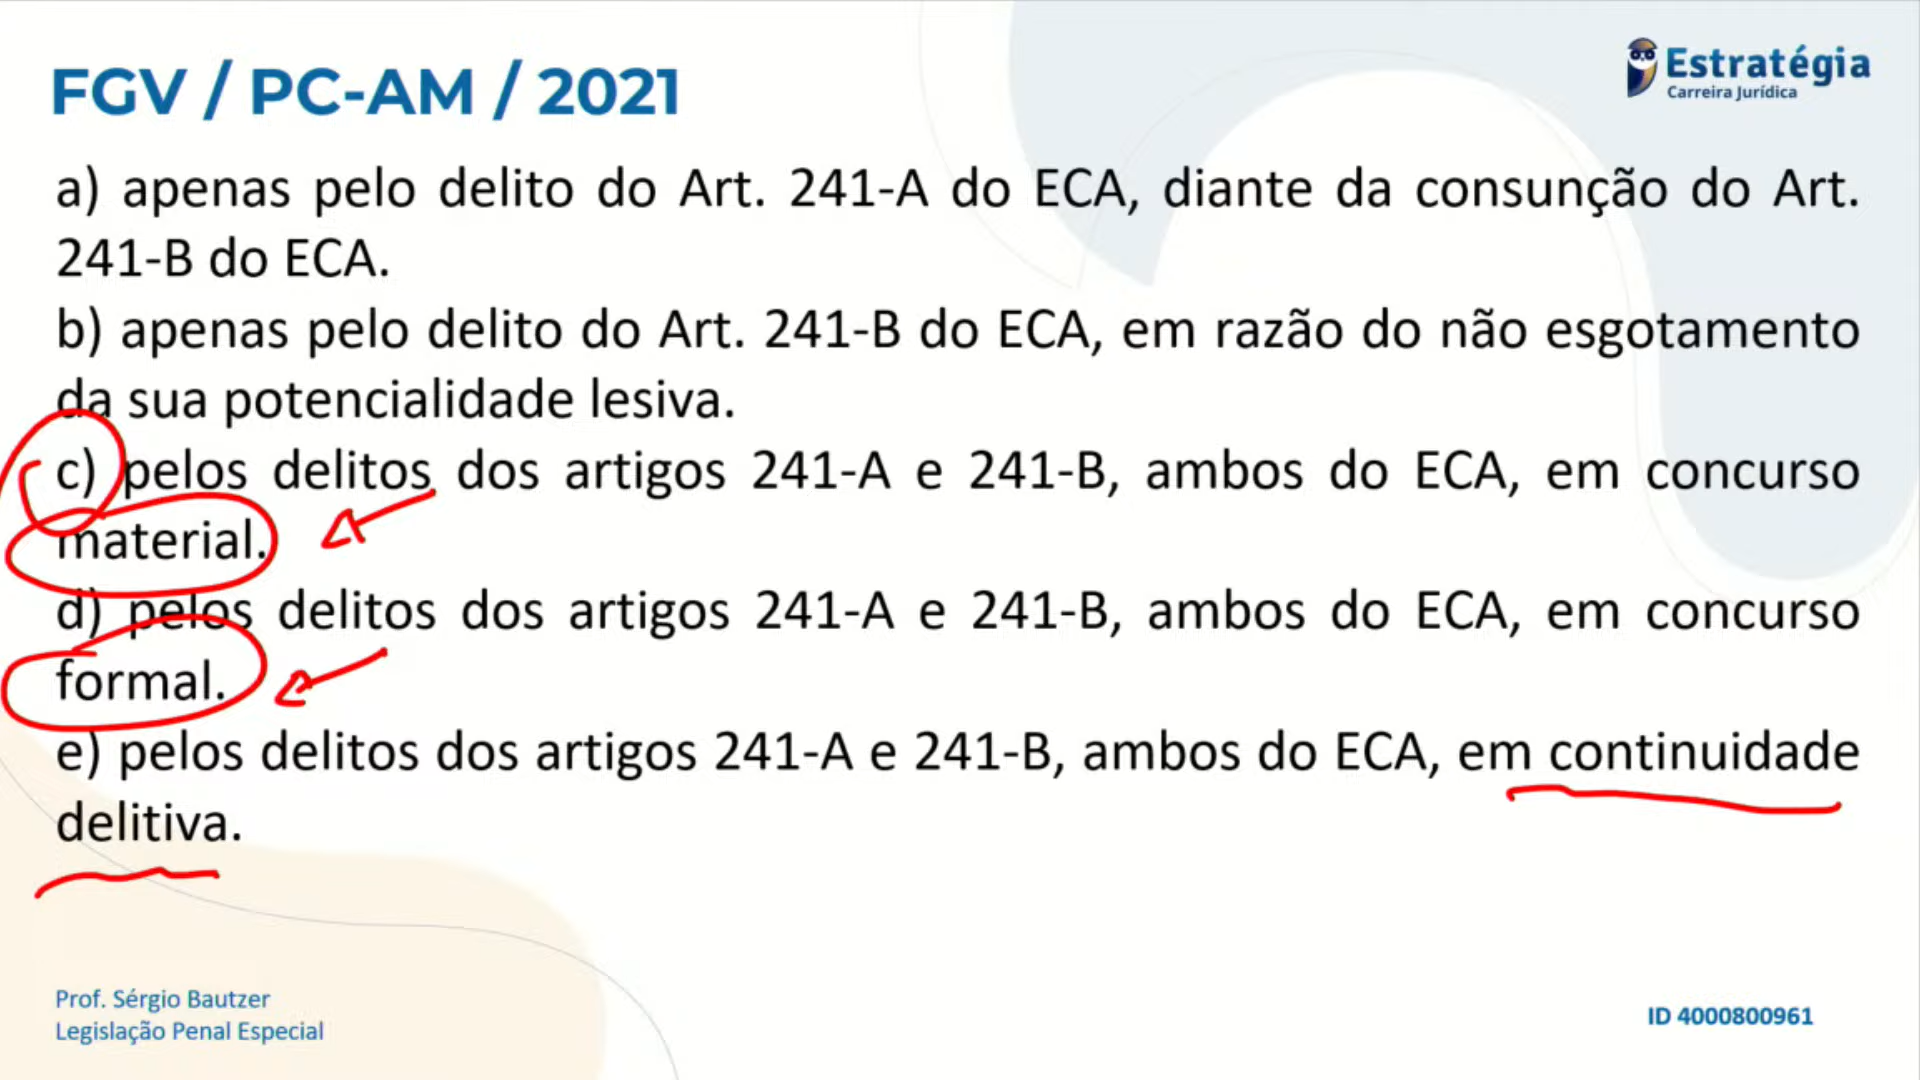 FGV / PC-AM / 2021
Estratégia
Carreira Jurídica
a) apenas pelo delito do Art. 241-A do ECA, diante da consunção do Art.
241-B do ECA.
b) apenas pelo delito do Art. 241-B do ECA, em razão do não esgotamento
da sua potencialidade lesiva.
c) pelos delitos dos artigos 241-A e 241-B, ambos do ECA, em concurso
material.
d) pelos delitos dos artigos 241-A e 241-B, ambos do ECA, em concurso
formal.
e) pelos delitos dos artigos 241-A e 241-B, ambos do ECA, em continuidade
delitiva.
Prof. Sérgio Bautzer
Legislação Penal Especial
ID 4000800961